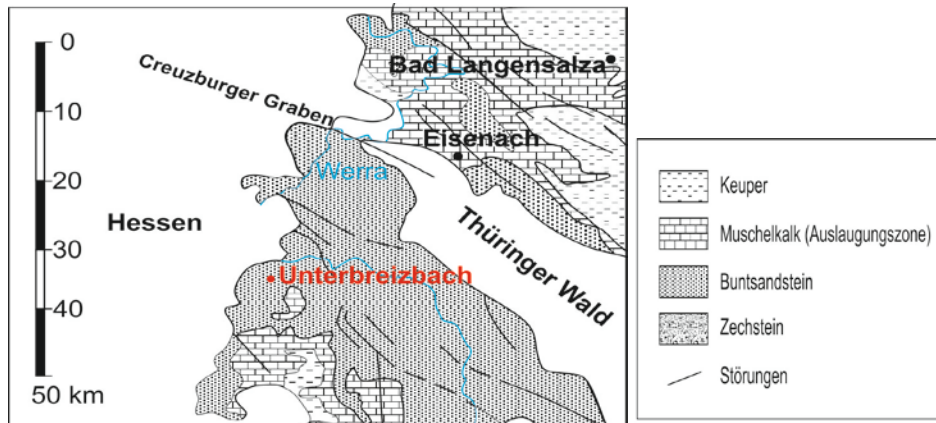 0
10
20
30
40
50 km
Creuzburger Graben
Bad Langensalza
Eisenach
Werra
Hessen
Thüringer Wald
Unterbreizbach
Keuper
Muschelkalk (Auslaugungszone)
Buntsandstein
Zechstein
Störungen